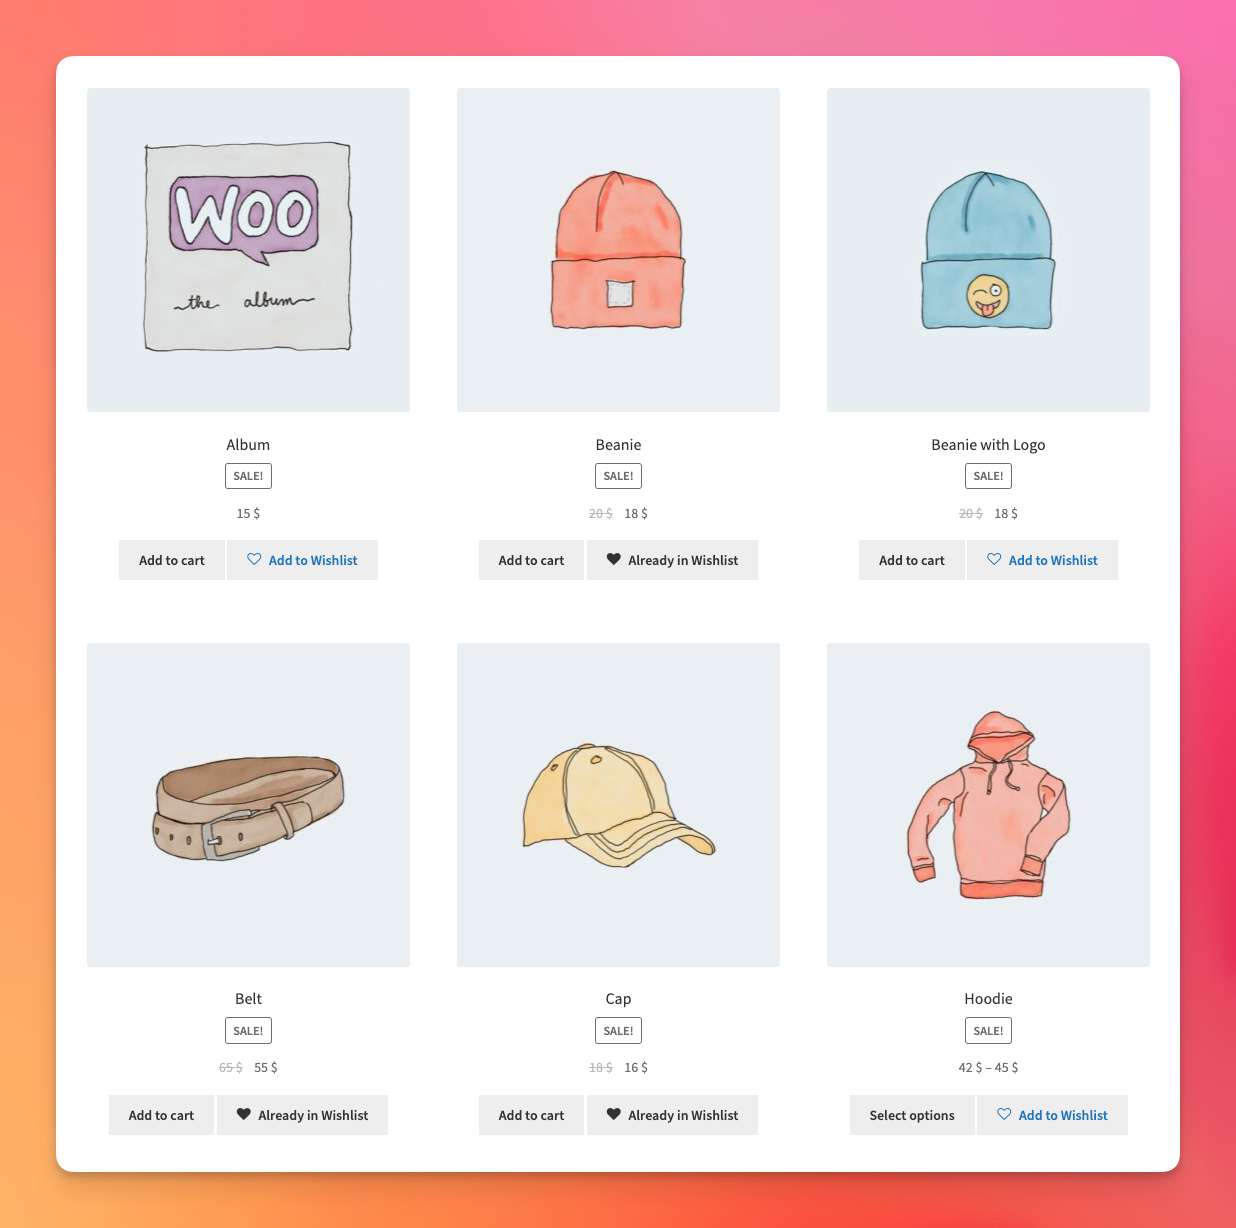 WOO
the album
Album
SALE!
15 $
Add to cart
Add to Wishlist
Beanie
SALE!
20 $ 18 $
Add to cart
Already in Wishlist
Beanie with Logo
SALE!
20 $ 18 $
Add to cart
Add to Wishlist
Belt
SALE!
65 $ 55 $
Add to cart
Already in Wishlist
Cap
SALE!
18 $ 16 $
Add to cart
Already in Wishlist
Hoodie
SALE!
42 $ – 45 $
Select options
Add to Wishlist